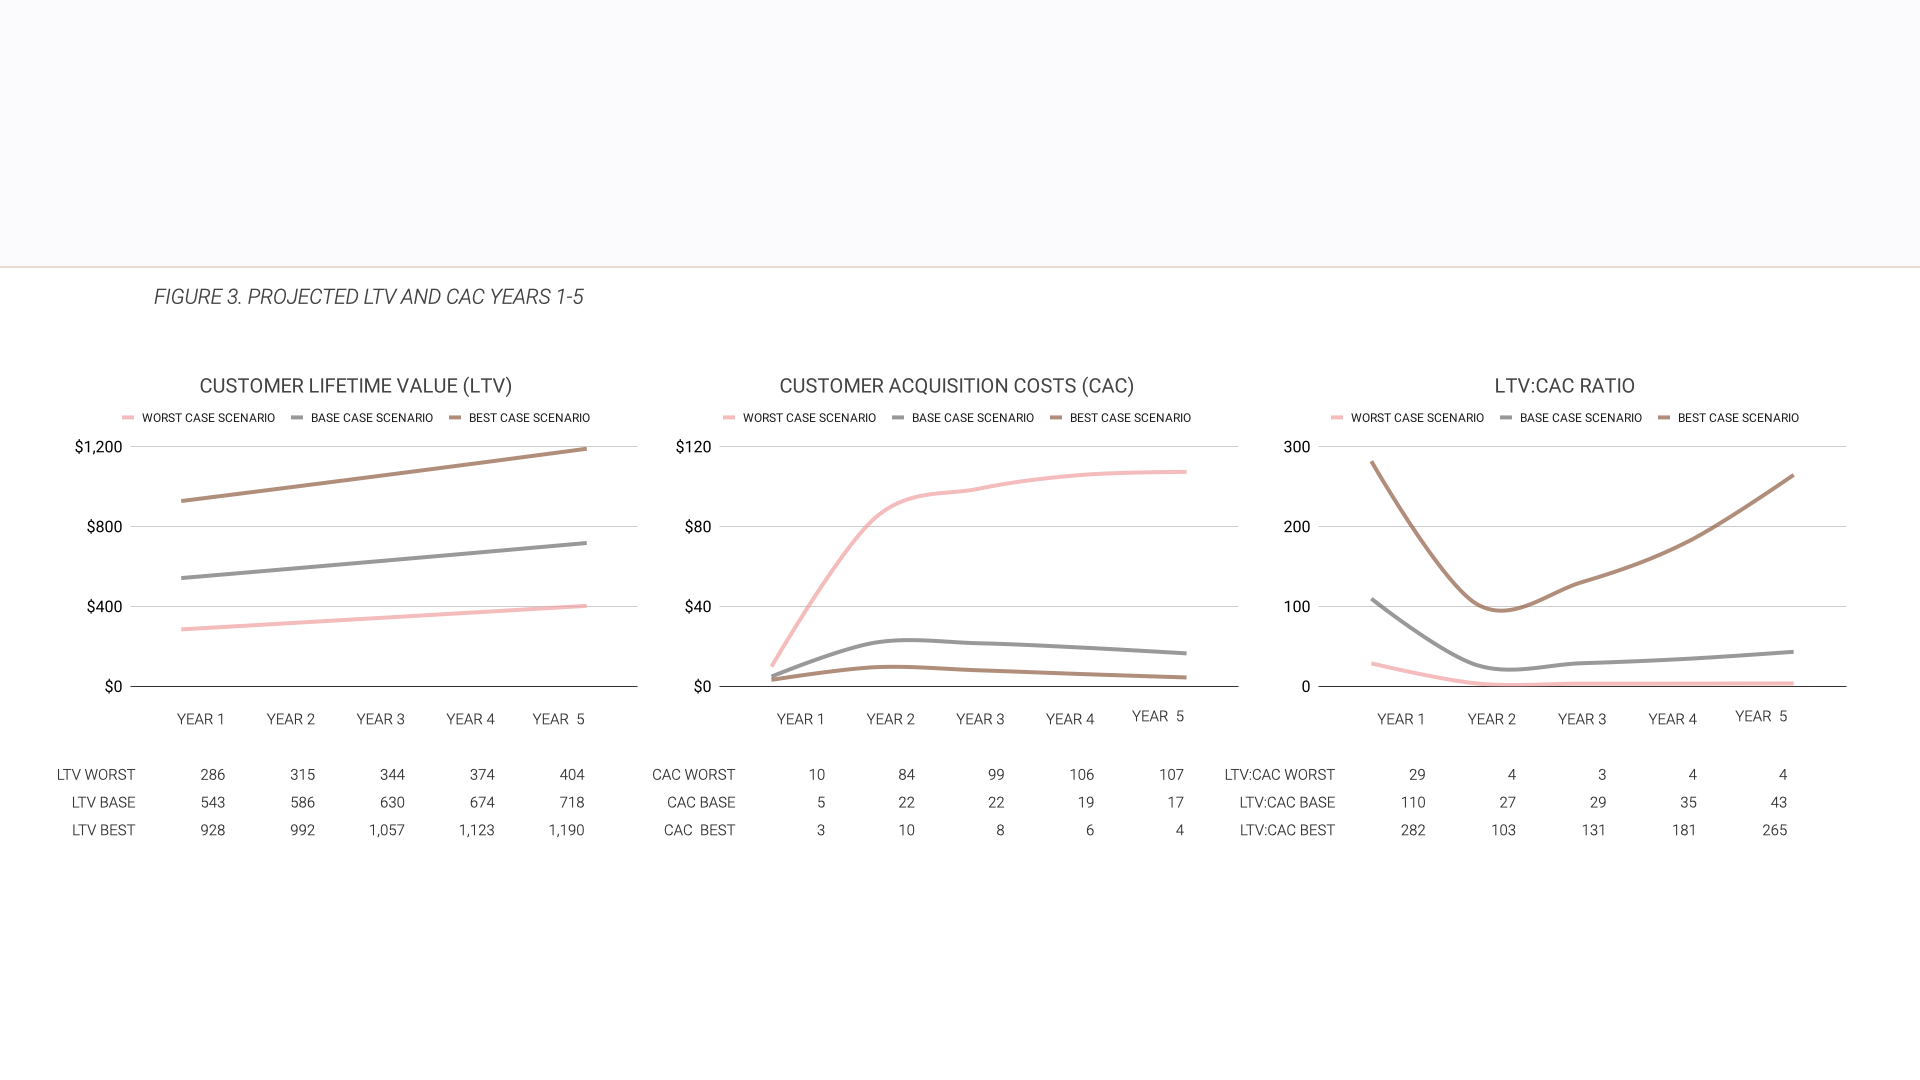 FIGURE 3. PROJECTED LTV AND CAC YEARS 1-5
CUSTOMER LIFETIME VALUE (LTV)
WORST CASE SCENARIO BASE CASE SCENARIO BEST CASE SCENARIO
$1,200
$800
$400
$0
YEAR 1 YEAR 2 YEAR 3 YEAR 4 YEAR 5
LTV WORST 286 315 344 374 404
LTV BASE 543 586 630 674 718
LTV BEST 928 992 1,057 1,123 1,190
CUSTOMER ACQUISITION COSTS (CAC)
WORST CASE SCENARIO BASE CASE SCENARIO BEST CASE SCENARIO
$120
$80
$40
$0
YEAR 1 YEAR 2 YEAR 3 YEAR 4 YEAR 5
CAC WORST 10 84 99 106 107
CAC BASE 5 22 22 19 17
CAC BEST 3 10 8 6 4
LTV:CAC RATIO
WORST CASE SCENARIO BASE CASE SCENARIO BEST CASE SCENARIO
300
200
100
0
YEAR 1 YEAR 2 YEAR 3 YEAR 4 YEAR 5
LTV:CAC WORST 29 4 3 4 4
LTV:CAC BASE 110 27 29 35 43
LTV:CAC BEST 282 103 131 181 265